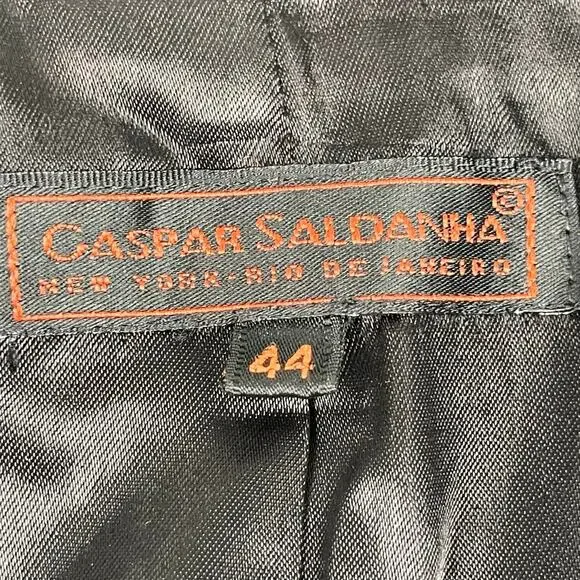 GASPAR SALDANHA©
NEW YORK-RIO DE JANEIRO
44